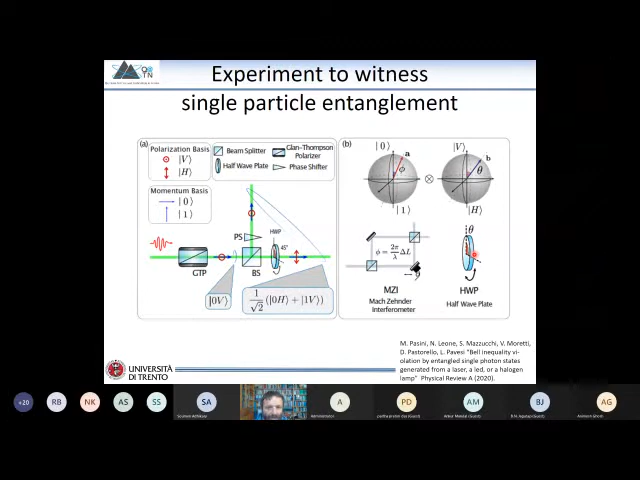 QTN
Experiment to witness
single particle entanglement
(a)
Polarization Basis
|V⟩
|H⟩
Momentum Basis
|0⟩
|1⟩
Beam Splitter
Glan-Thompson
Polarizer
Half Wave Plate
Phase Shifter
PS
HWP
45°
GTP
BS
|0V⟩
1/√2 (|0H⟩ + |1V⟩)
(b)
|0⟩
a
ϕ
|1⟩
⊗
|V⟩
b
θ
|H⟩
ϕ = 2π/λ ΔL
MZI
Mach Zehnder
Interferometer
θ
HWP
Half Wave Plate
M. Pasini, N. Leone, S. Mazzucchi, V. Moretti,
D. Pastorello, L. Pavesi "Bell inequality vi-
olation by entangled single photon states
generated from a laser, a led, or a halogen
lamp" Physical Review A (2020).
UNIVERSITÀ
DI TRENTO
+20
RB
NK
AS
SS
SA
A
PD
AM
BJ
AG